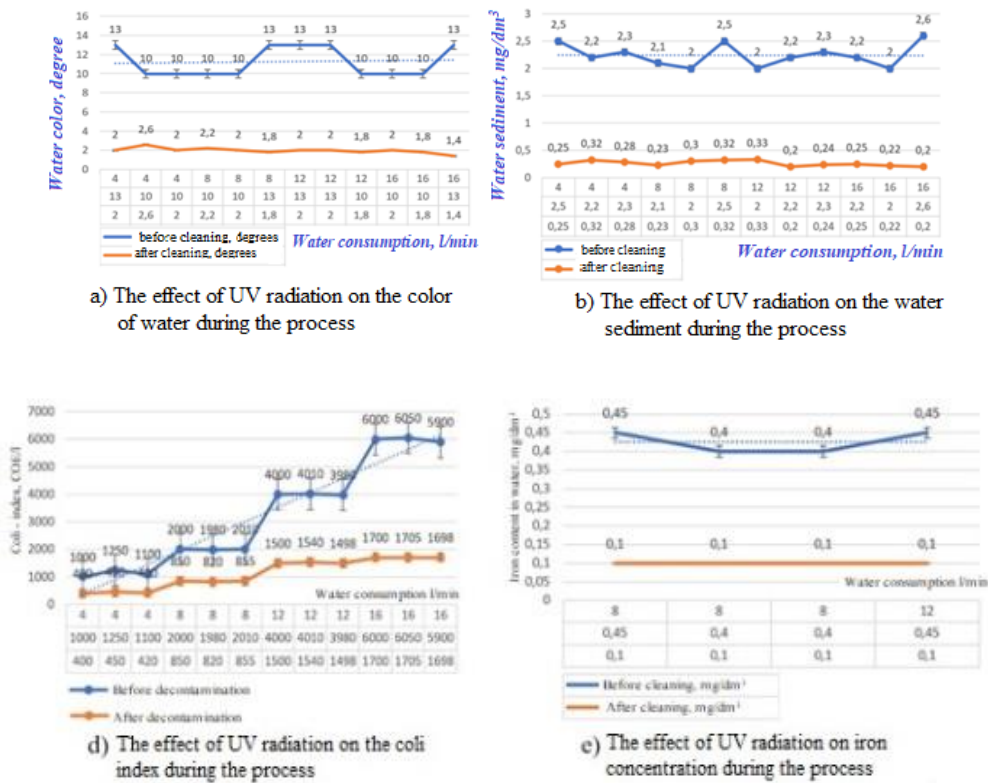 Water color, degree
16
14
12
10
8
6
4
2
0
13 10 10 10 10 13 13 13 10 10 10 13
2 2,6 2 2,2 2 1,8 2 2 1,8 2 1,8 1,4
4 4 4 8 8 8 12 12 12 16 16 16
13 10 10 10 10 13 13 13 10 10 10 13
2 2,6 2 2,2 2 1,8 2 2 1,8 2 1,8 1,4
before cleaning, degrees
after cleaning, degrees
Water consumption, l/min
a) The effect of UV radiation on the color
of water during the process
Water sediment, mg/dm³
3
2,5
2
1,5
1
0,5
0
2,5 2,2 2,3 2,1 2 2,5 2 2,2 2,3 2,2 2 2,6
0,25 0,32 0,28 0,23 0,3 0,32 0,33 0,2 0,24 0,25 0,22 0,2
4 4 4 8 8 8 12 12 12 16 16 16
2,5 2,2 2,3 2,1 2 2,5 2 2,2 2,3 2,2 2 2,6
0,25 0,32 0,28 0,23 0,3 0,32 0,33 0,2 0,24 0,25 0,22 0,2
before cleaning
after cleaning
Water consumption, l/min
b) The effect of UV radiation on the water
sediment during the process
Coli - index, COE/l
7000
6000
5000
4000
3000
2000
1000
0
1000 1250 1100 2000 1980 2010 4000 4010 3980 6000 6050 5900
850 820 855 1500 1540 1498 1700 1705 1698
Water consumption l/min
4 4 4 8 8 8 12 12 12 16 16 16
1000 1250 1100 2000 1980 2010 4000 4010 3980 6000 6050 5900
400 450 420 850 820 855 1500 1540 1498 1700 1705 1698
Before decontamination
After decontamination
d) The effect of UV radiation on the coli
index during the process
Iron content in water, mg/dm³
0,5
0,45
0,4
0,35
0,3
0,25
0,2
0,15
0,1
0,05
0
0,45 0,4 0,4 0,45
0,1 0,1 0,1 0,1
Water consumption l/min
8 8 8 12
0,45 0,4 0,4 0,45
0,1 0,1 0,1 0,1
Before cleaning, mg/dm³
After cleaning, mg/dm³
e) The effect of UV radiation on iron
concentration during the process